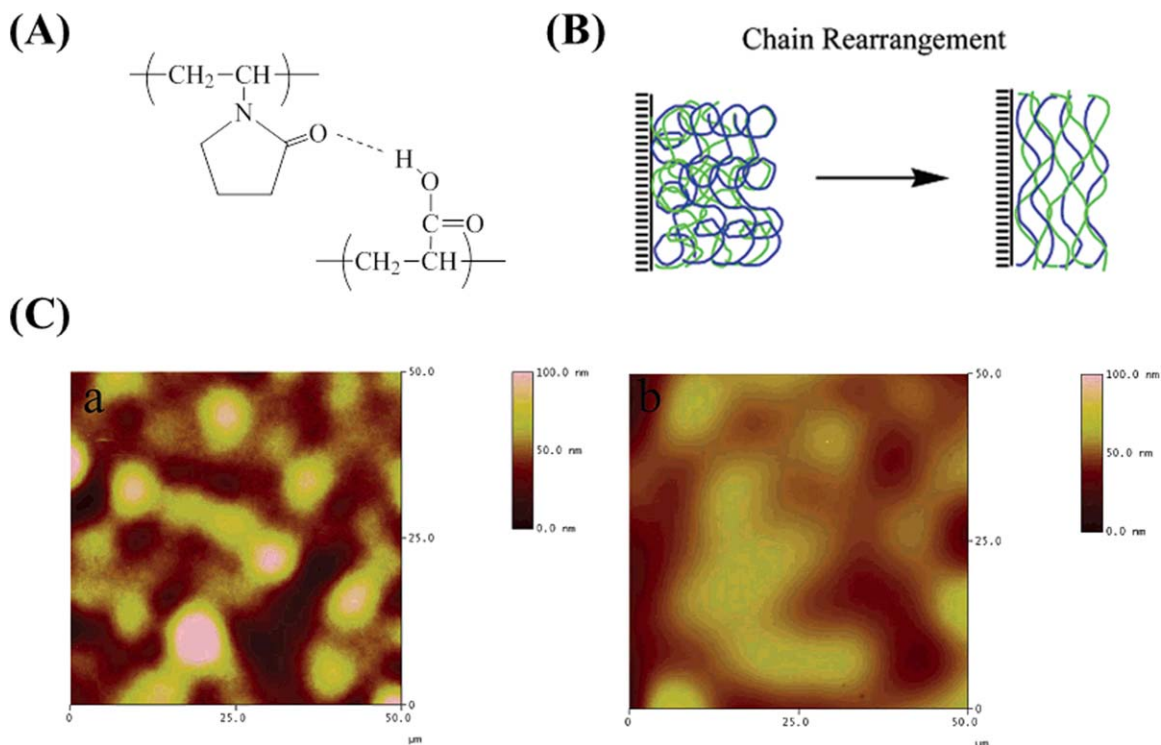 (A)
CH2
CH
N
O
H
O
C
O
CH2
CH
(B)
Chain Rearrangement
(C)
a
50.0
25.0
0
0
25.0
50.0
μm
100.0 nm
50.0 nm
0.0 nm
b
50.0
25.0
0
0
25.0
50.0
μm
100.0 nm
50.0 nm
0.0 nm